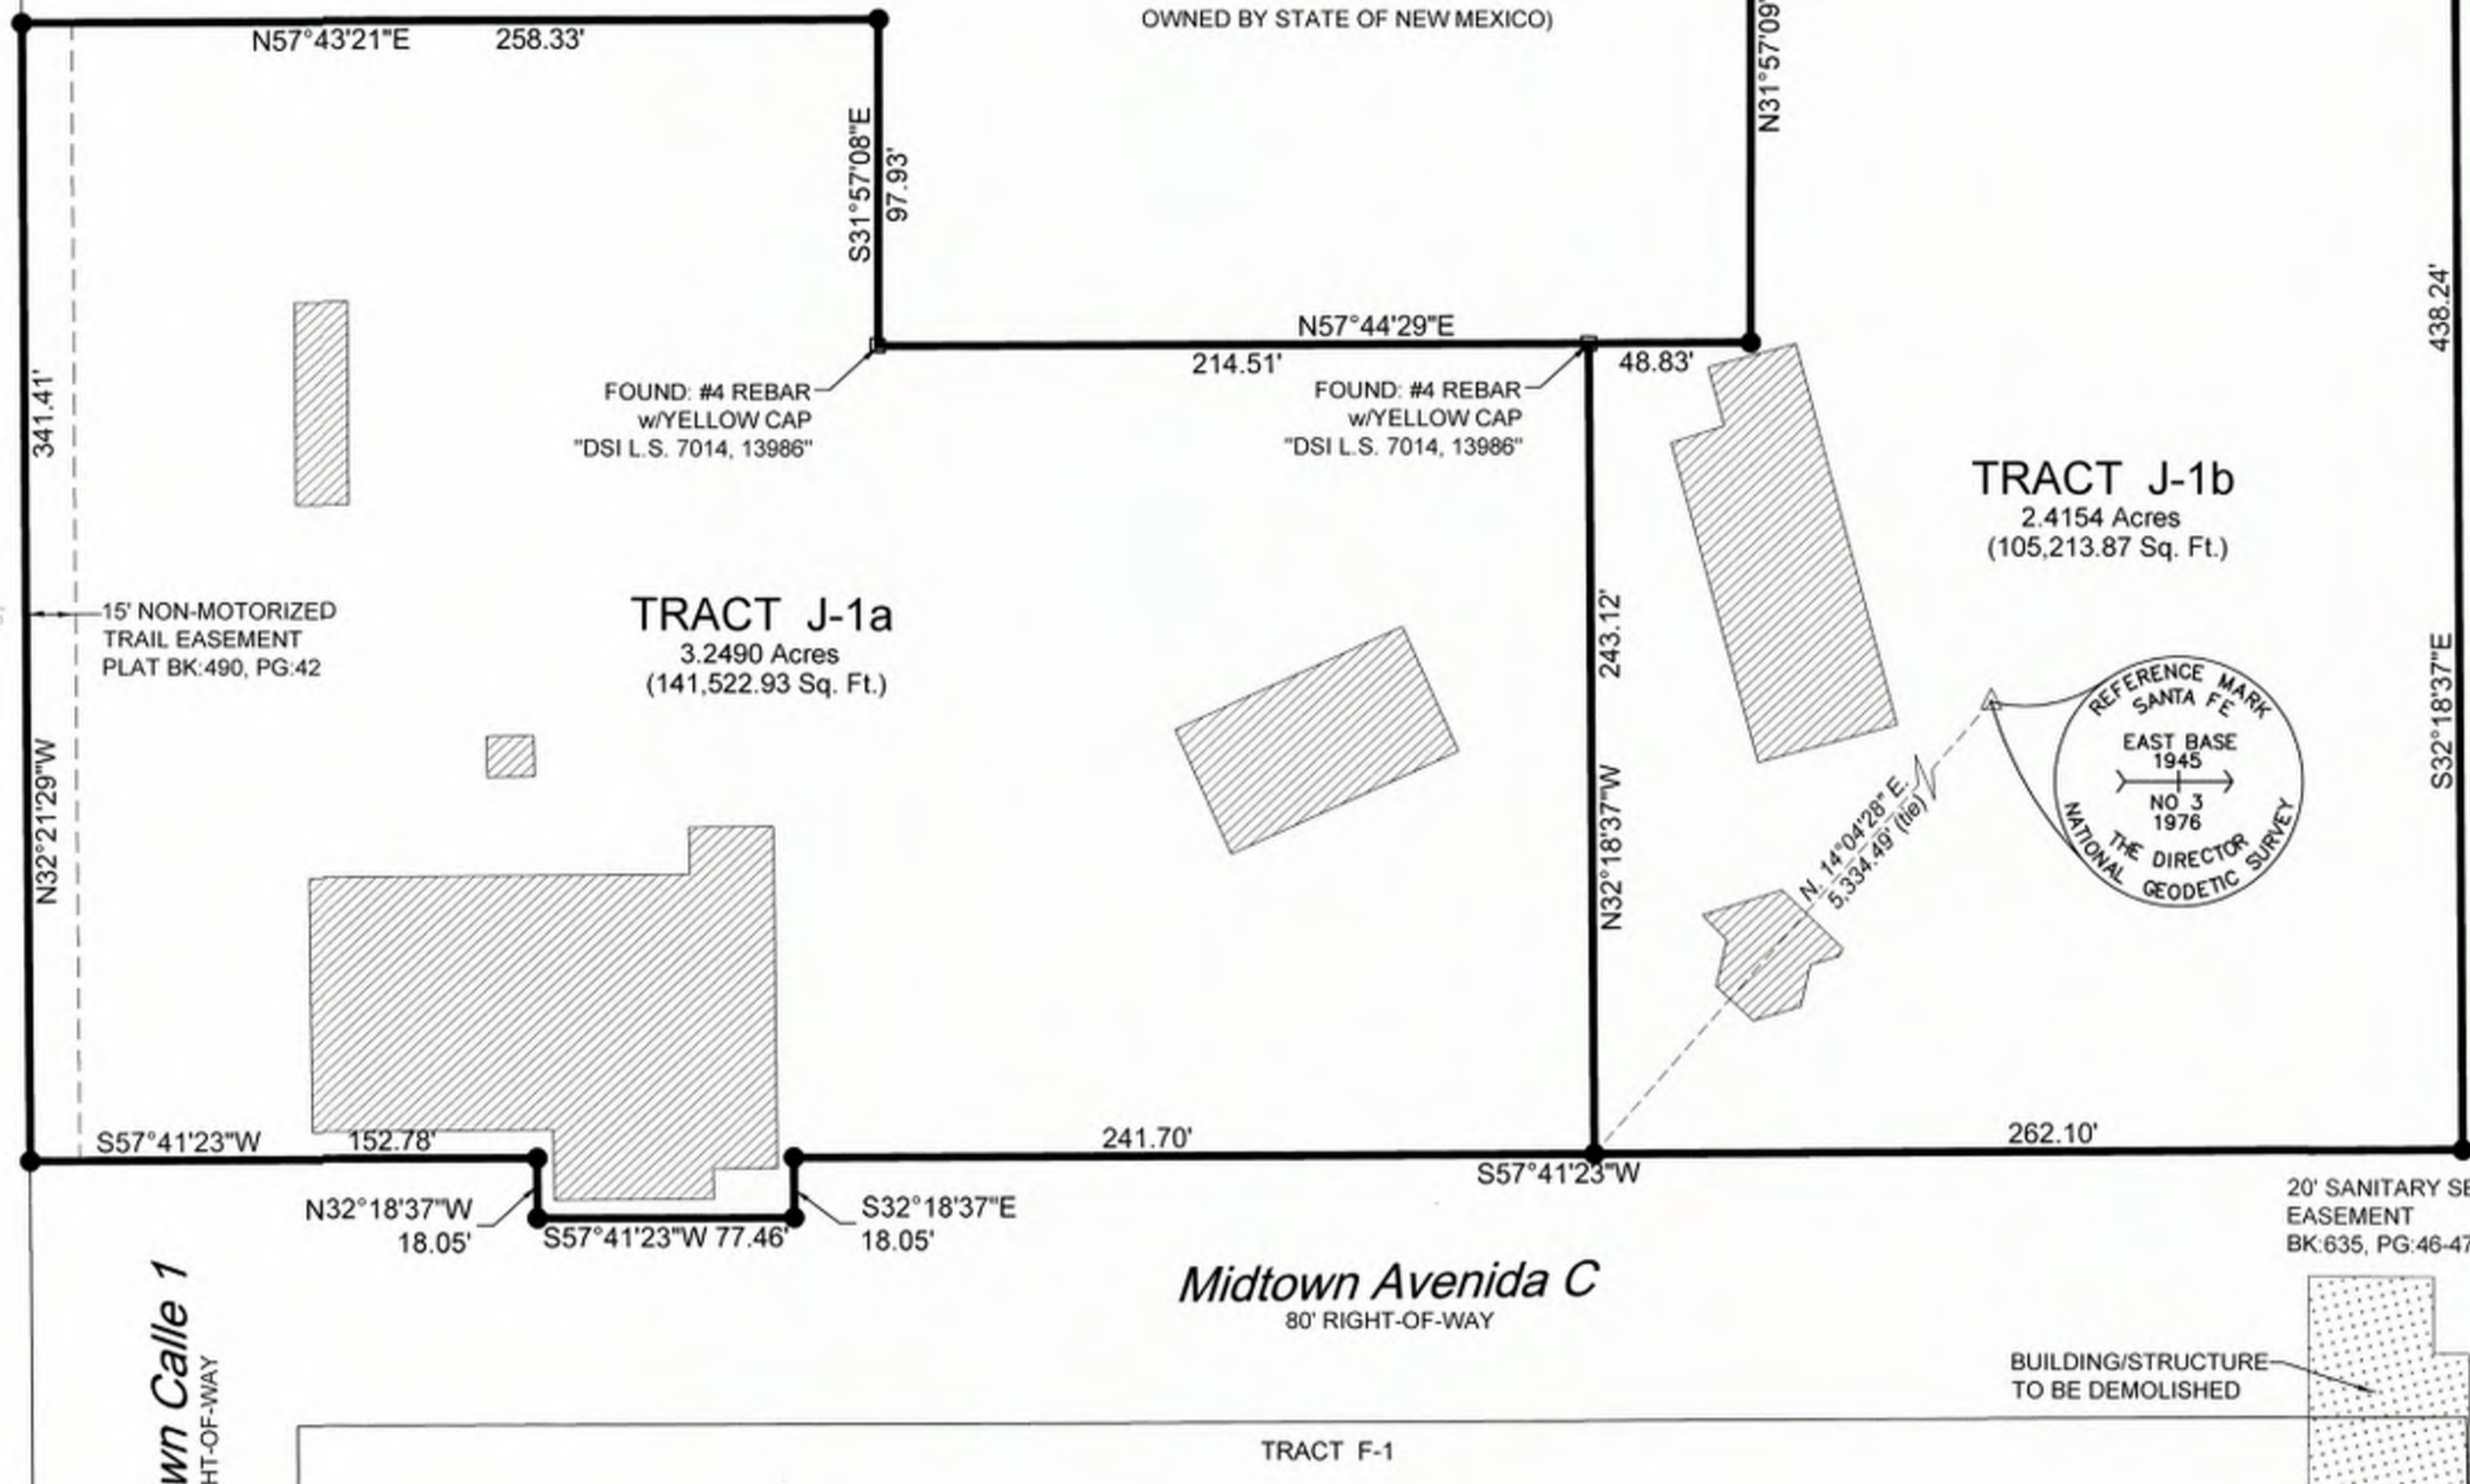 OWNED BY STATE OF NEW MEXICO)
N57°43'21"E 258.33'
N31°57'09"
S31°57'08"E
97.93'
N57°44'29"E
214.51'
48.83'
FOUND: #4 REBAR
w/YELLOW CAP
"DSI L.S. 7014, 13986"
FOUND: #4 REBAR
w/YELLOW CAP
"DSI L.S. 7014, 13986"
341.41'
N32°21'29"W
438.24'
S32°18'37"E
TRACT J-1b
2.4154 Acres
(105,213.87 Sq. Ft.)
15' NON-MOTORIZED
TRAIL EASEMENT
PLAT BK:490, PG:42
TRACT J-1a
3.2490 Acres
(141,522.93 Sq. Ft.)
243.12'
N32°18'37"W
REFERENCE MARK
SANTA FE
EAST BASE
1945
NO 3
1976
THE DIRECTOR
NATIONAL GEODETIC SURVEY
N. 14°04'28" E.
5,334.49' (tie)
S57°41'23"W 152.78'
241.70'
262.10'
S57°41'23"W
N32°18'37"W
18.05'
S57°41'23"W 77.46'
S32°18'37"E
18.05'
20' SANITARY SE
EASEMENT
BK:635, PG:46-47
Midtown Avenida C
80' RIGHT-OF-WAY
wn Calle 1
HT-OF-WAY
BUILDING/STRUCTURE
TO BE DEMOLISHED
TRACT F-1